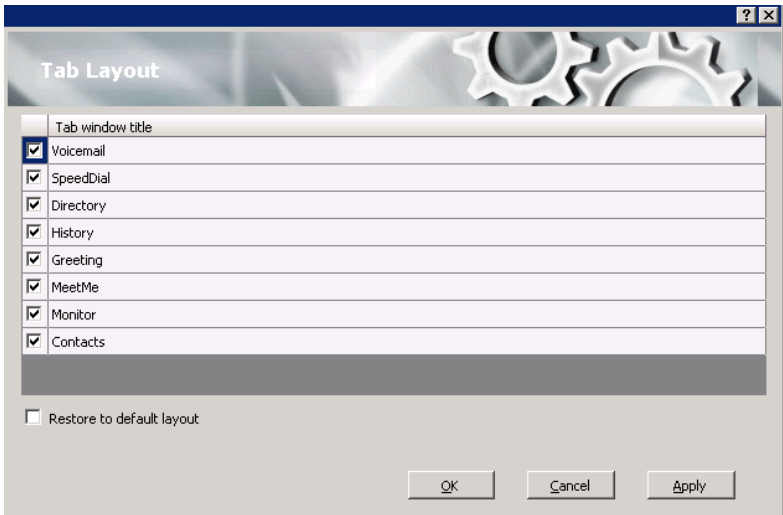 ?
Tab Layout
Tab window title
Voicemail
SpeedDial
Directory
History
Greeting
MeetMe
Monitor
Contacts
Restore to default layout
OK Cancel Apply